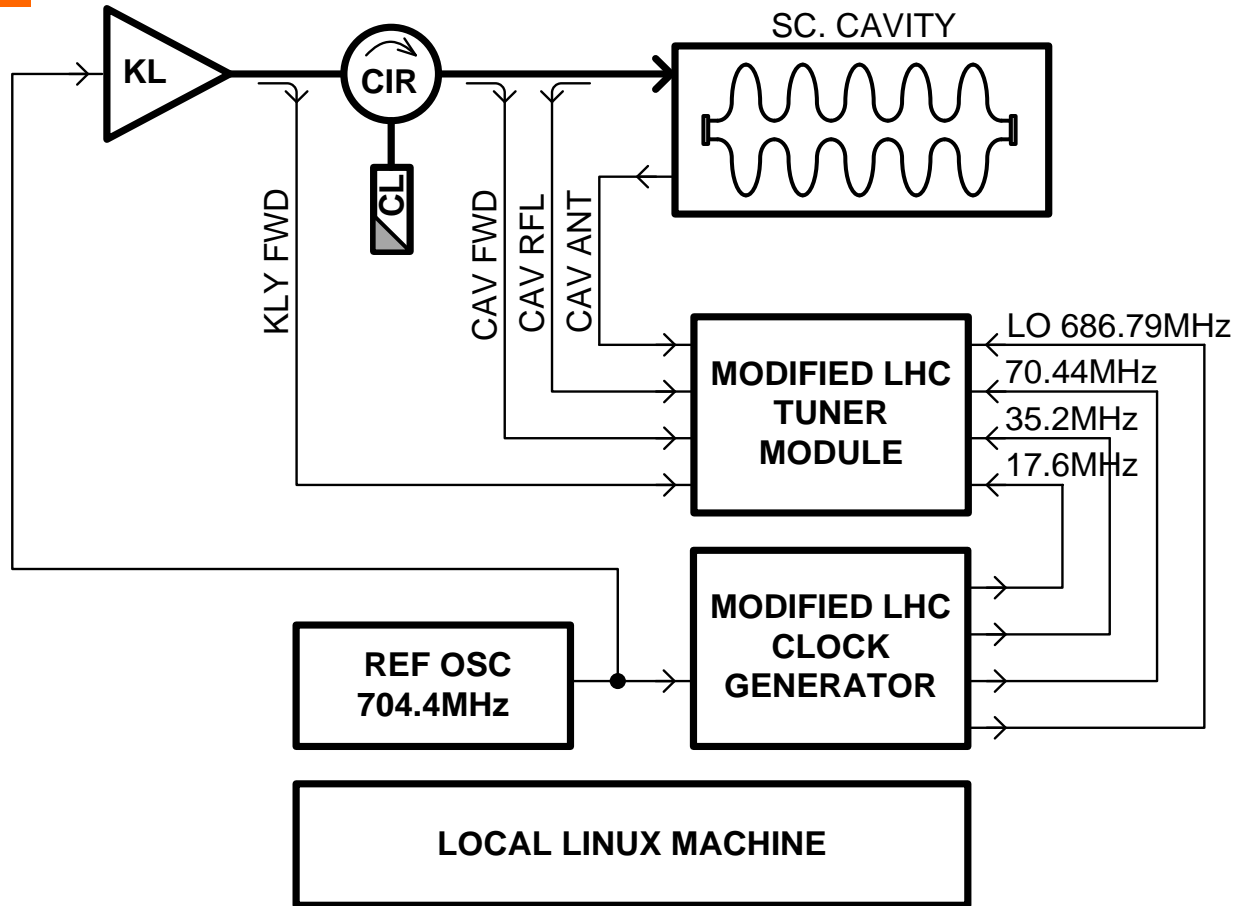 SC. CAVITY
KL
CIR
CL
KLY FWD
CAV FWD
CAV RFL
CAV ANT
LO 686.79MHz
70.44MHz
35.2MHz
17.6MHz
MODIFIED LHC
TUNER
MODULE
MODIFIED LHC
CLOCK
GENERATOR
REF OSC
704.4MHz
LOCAL LINUX MACHINE